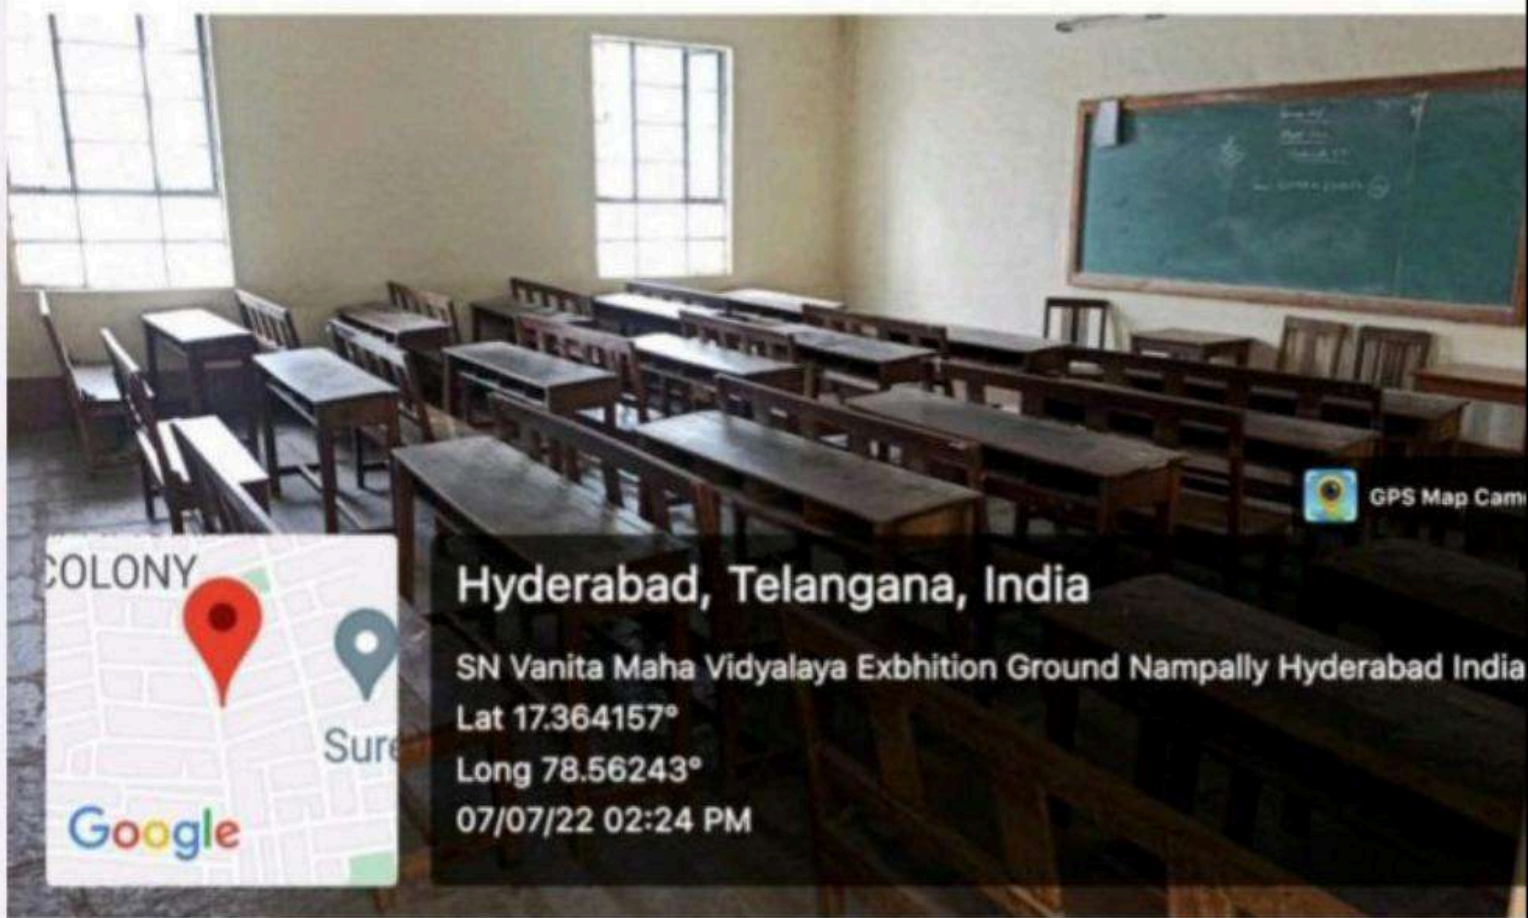 GPS Map Cam
COLONY
Sure
Google
Hyderabad, Telangana, India
SN Vanita Maha Vidyalaya Exbhition Ground Nampally Hyderabad India
Lat 17.364157°
Long 78.56243°
07/07/22 02:24 PM